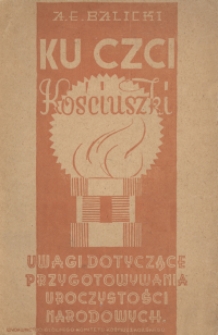 A.E. BALICKI
KU CZCI
Kościuszki
UWAGI DOTYCZĄCE
PRZYGOTOWYWANIA
UROCZYSTOŚCI
NARODOWYCH.